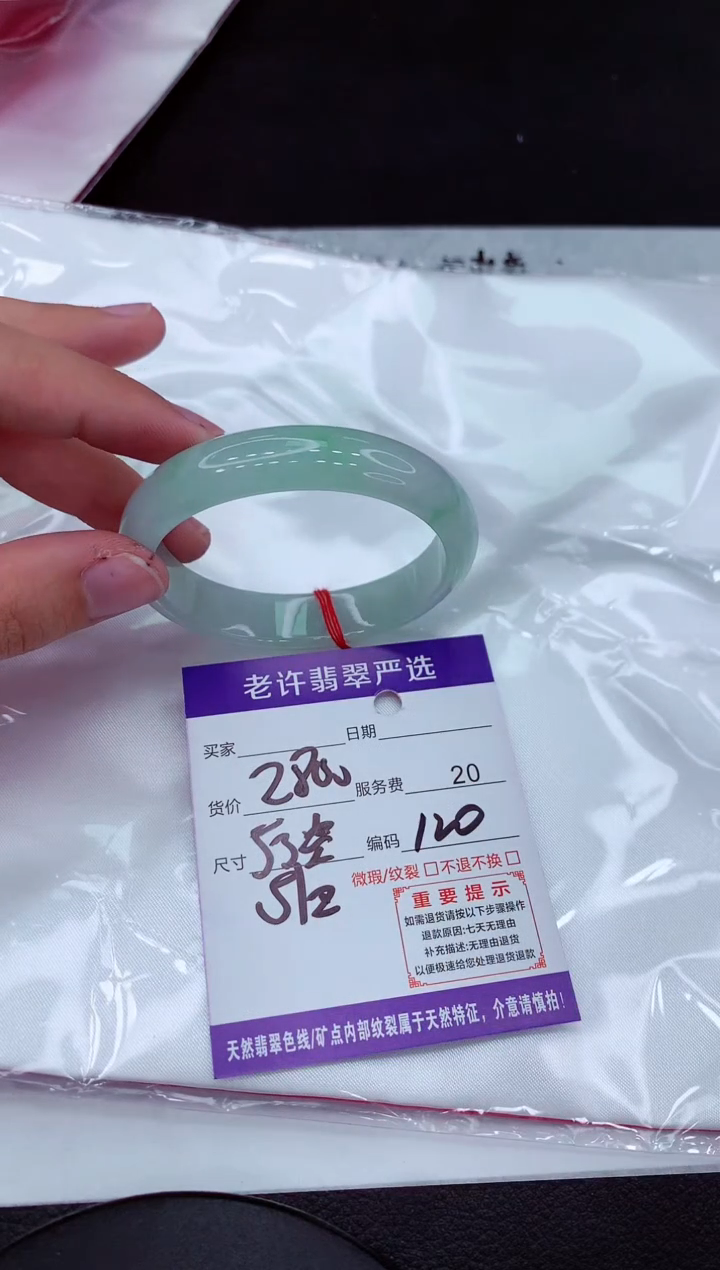 老许翡翠严选
买家 日期
货价 服务费 20
尺寸 编码 120
微瑕/纹裂 □不退不换 □
重要提示
如需退货请按以下步骤操作
退款原因:七天无理由
补充描述:无理由退货
以便极速给您处理退货退款
天然翡翠色线/矿点内部纹裂属于天然特征，介意请慎拍!